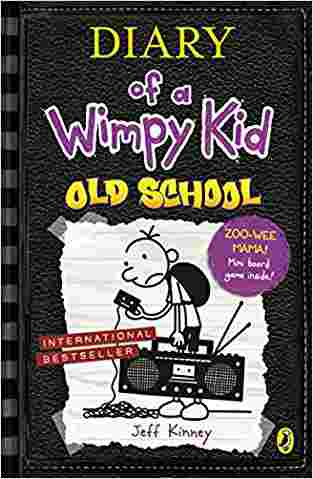 DIARY
of a
Wimpy Kid
OLD SCHOOL
ZOO-WEE
MAMA!
Mini board
game inside!
INTERNATIONAL
BESTSELLER
Jeff Kinney